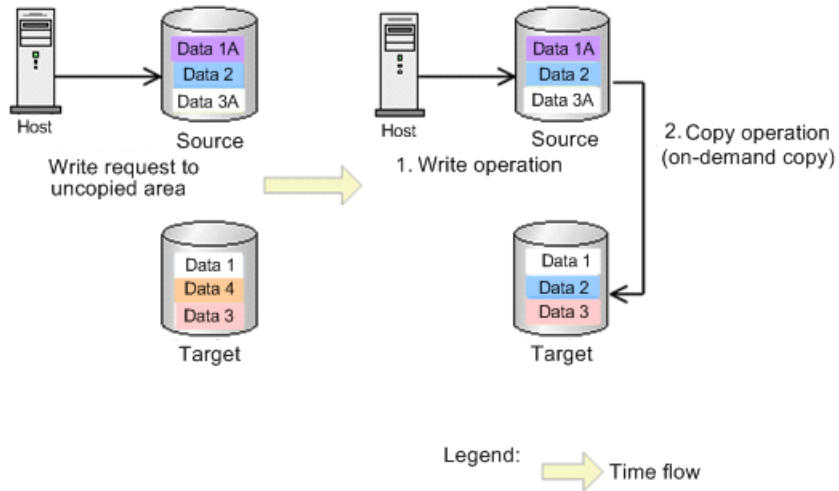 Data 1A
Data 2
Data 3A
Host
Source
Write request to
uncopied area
Data 1
Data 4
Data 3
Target
Data 1A
Data 2
Data 3A
Host
Source
1. Write operation
2. Copy operation
(on-demand copy)
Data 1
Data 2
Data 3
Target
Legend:
Time flow